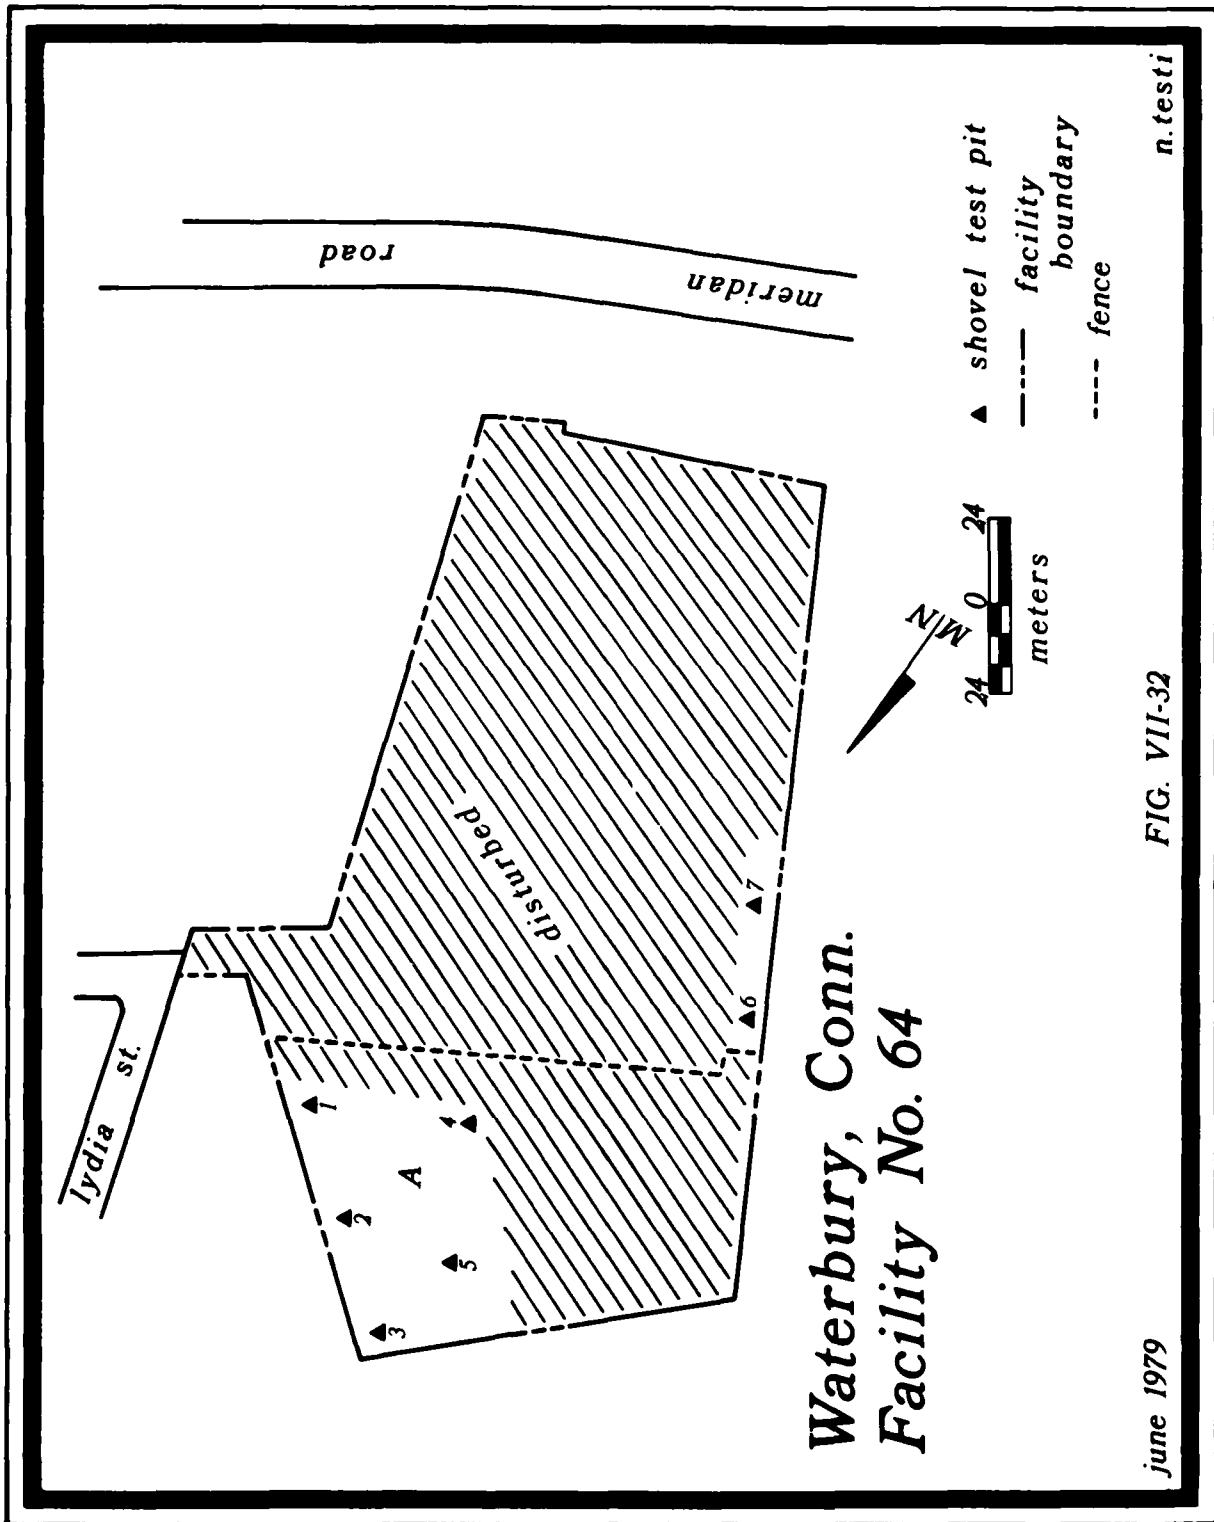 lydia st.
meridan road
disturbed
1
2
3
4
5
A
6
7
Waterbury, Conn.
Facility No. 64
MN
24 0 24
meters
shovel test pit
facility
boundary
fence
june 1979
FIG. VII-32
n.testi